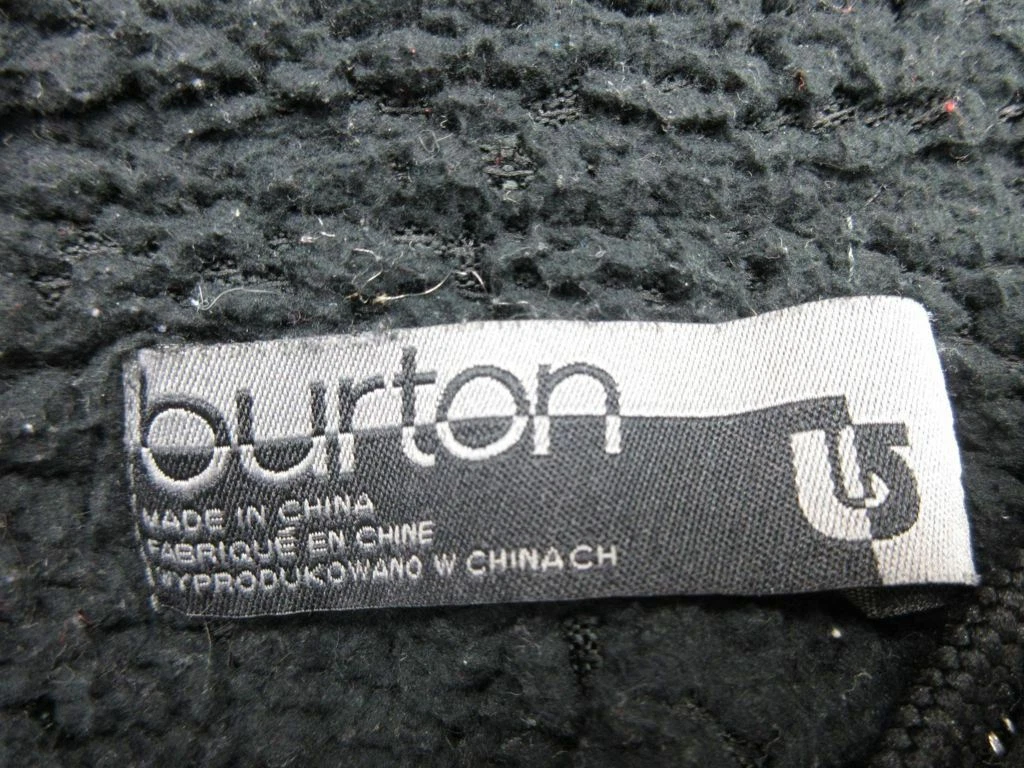 burton
MADE IN CHINA
FABRIQUÉ EN CHINE
WYPRODUKOWANO W CHINACH